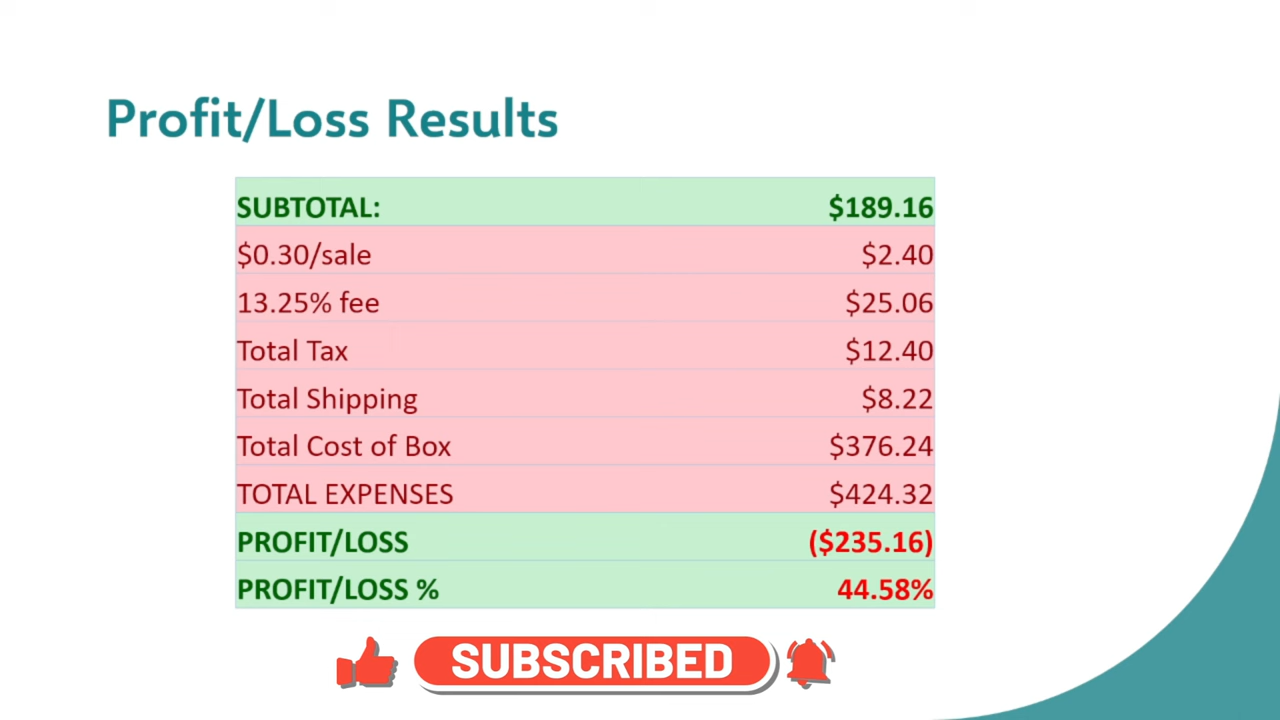 Profit/Loss Results
SUBTOTAL: $189.16
$0.30/sale $2.40
13.25% fee $25.06
Total Tax $12.40
Total Shipping $8.22
Total Cost of Box $376.24
TOTAL EXPENSES $424.32
PROFIT/LOSS ($235.16)
PROFIT/LOSS % 44.58%
SUBSCRIBED